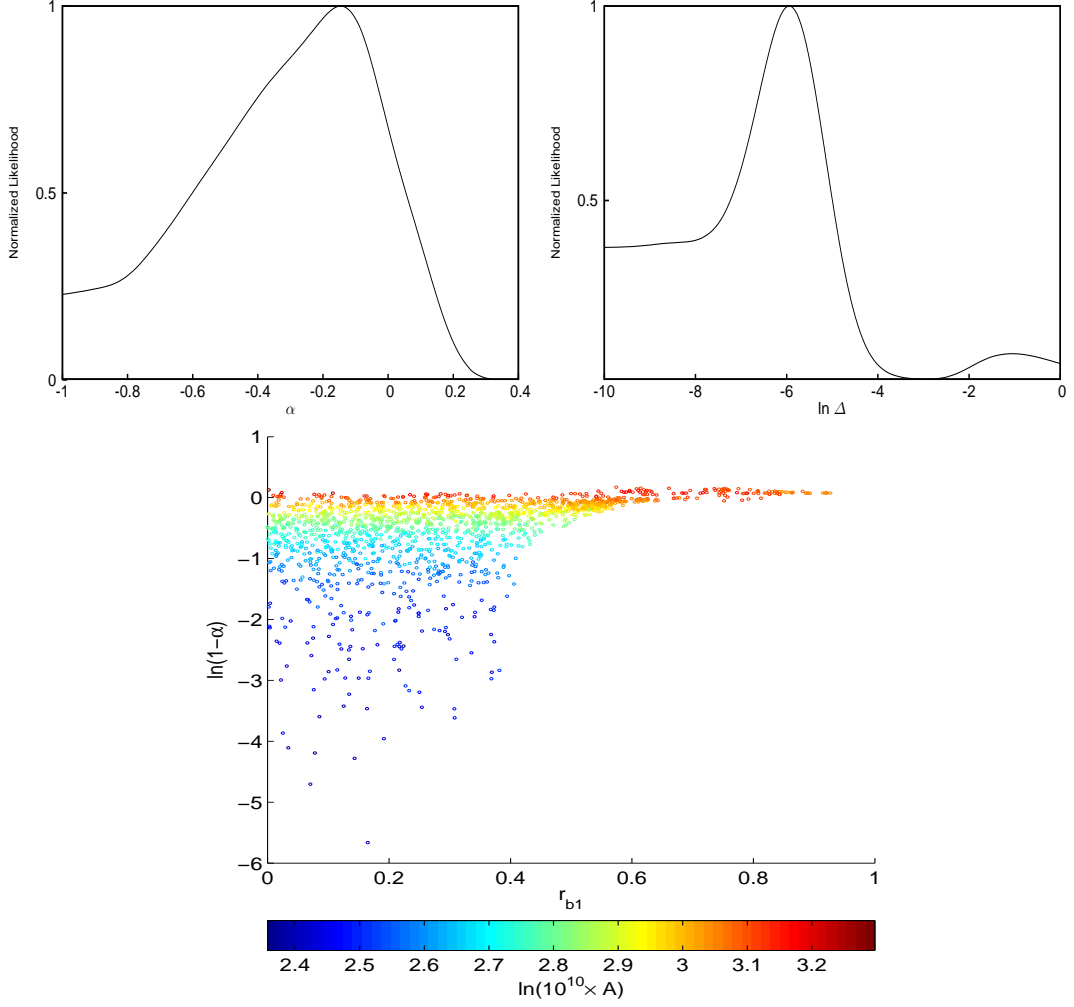 1
0.5
0
Normalized Likelihood
-1 -0.8 -0.6 -0.4 -0.2 0 0.2 0.4
α
1
0.5
Normalized Likelihood
-10 -8 -6 -4 -2 0
ln Δ
1
0
−1
−2
−3
−4
−5
−6
ln(1−α)
0 0.2 0.4 0.6 0.8 1
r_b1
2.4 2.5 2.6 2.7 2.8 2.9 3 3.1 3.2
ln(10^10 × A)